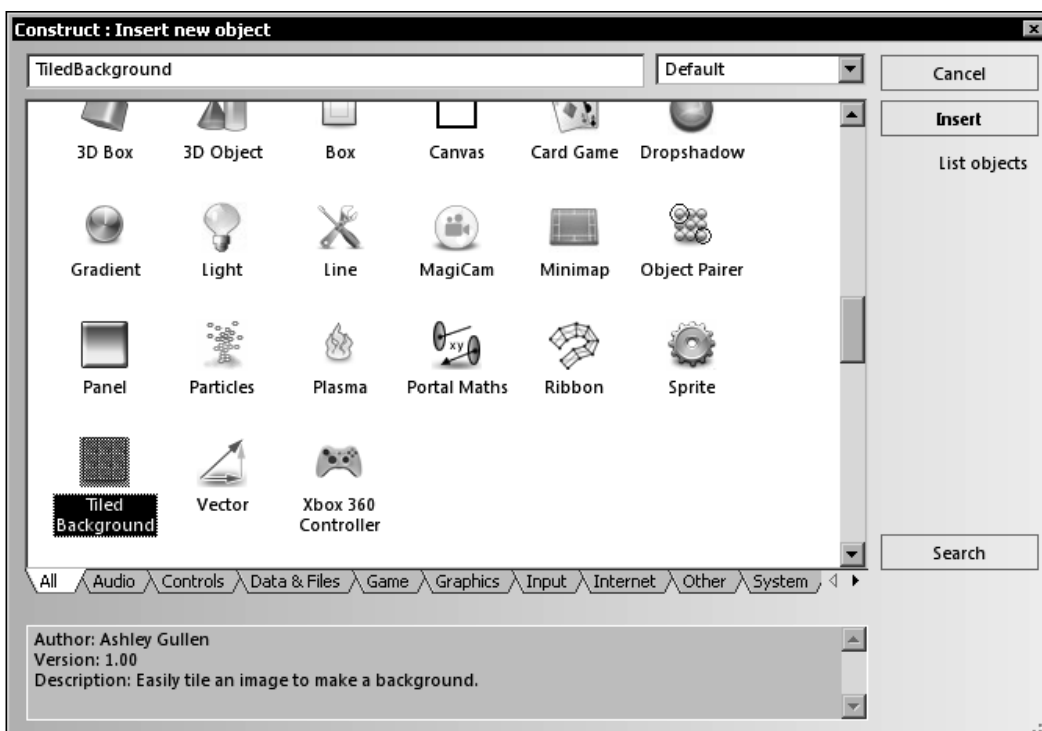 Construct : Insert new object
TiledBackground
Default
Cancel
Insert
List objects
3D Box
3D Object
Box
Canvas
Card Game
Dropshadow
Gradient
Light
Line
MagiCam
Minimap
Object Pairer
Panel
Particles
Plasma
xy
Portal Maths
Ribbon
Sprite
Tiled
Background
Vector
Xbox 360
Controller
Search
All
Audio
Controls
Data & Files
Game
Graphics
Input
Internet
Other
System
Author: Ashley Gullen
Version: 1.00
Description: Easily tile an image to make a background.